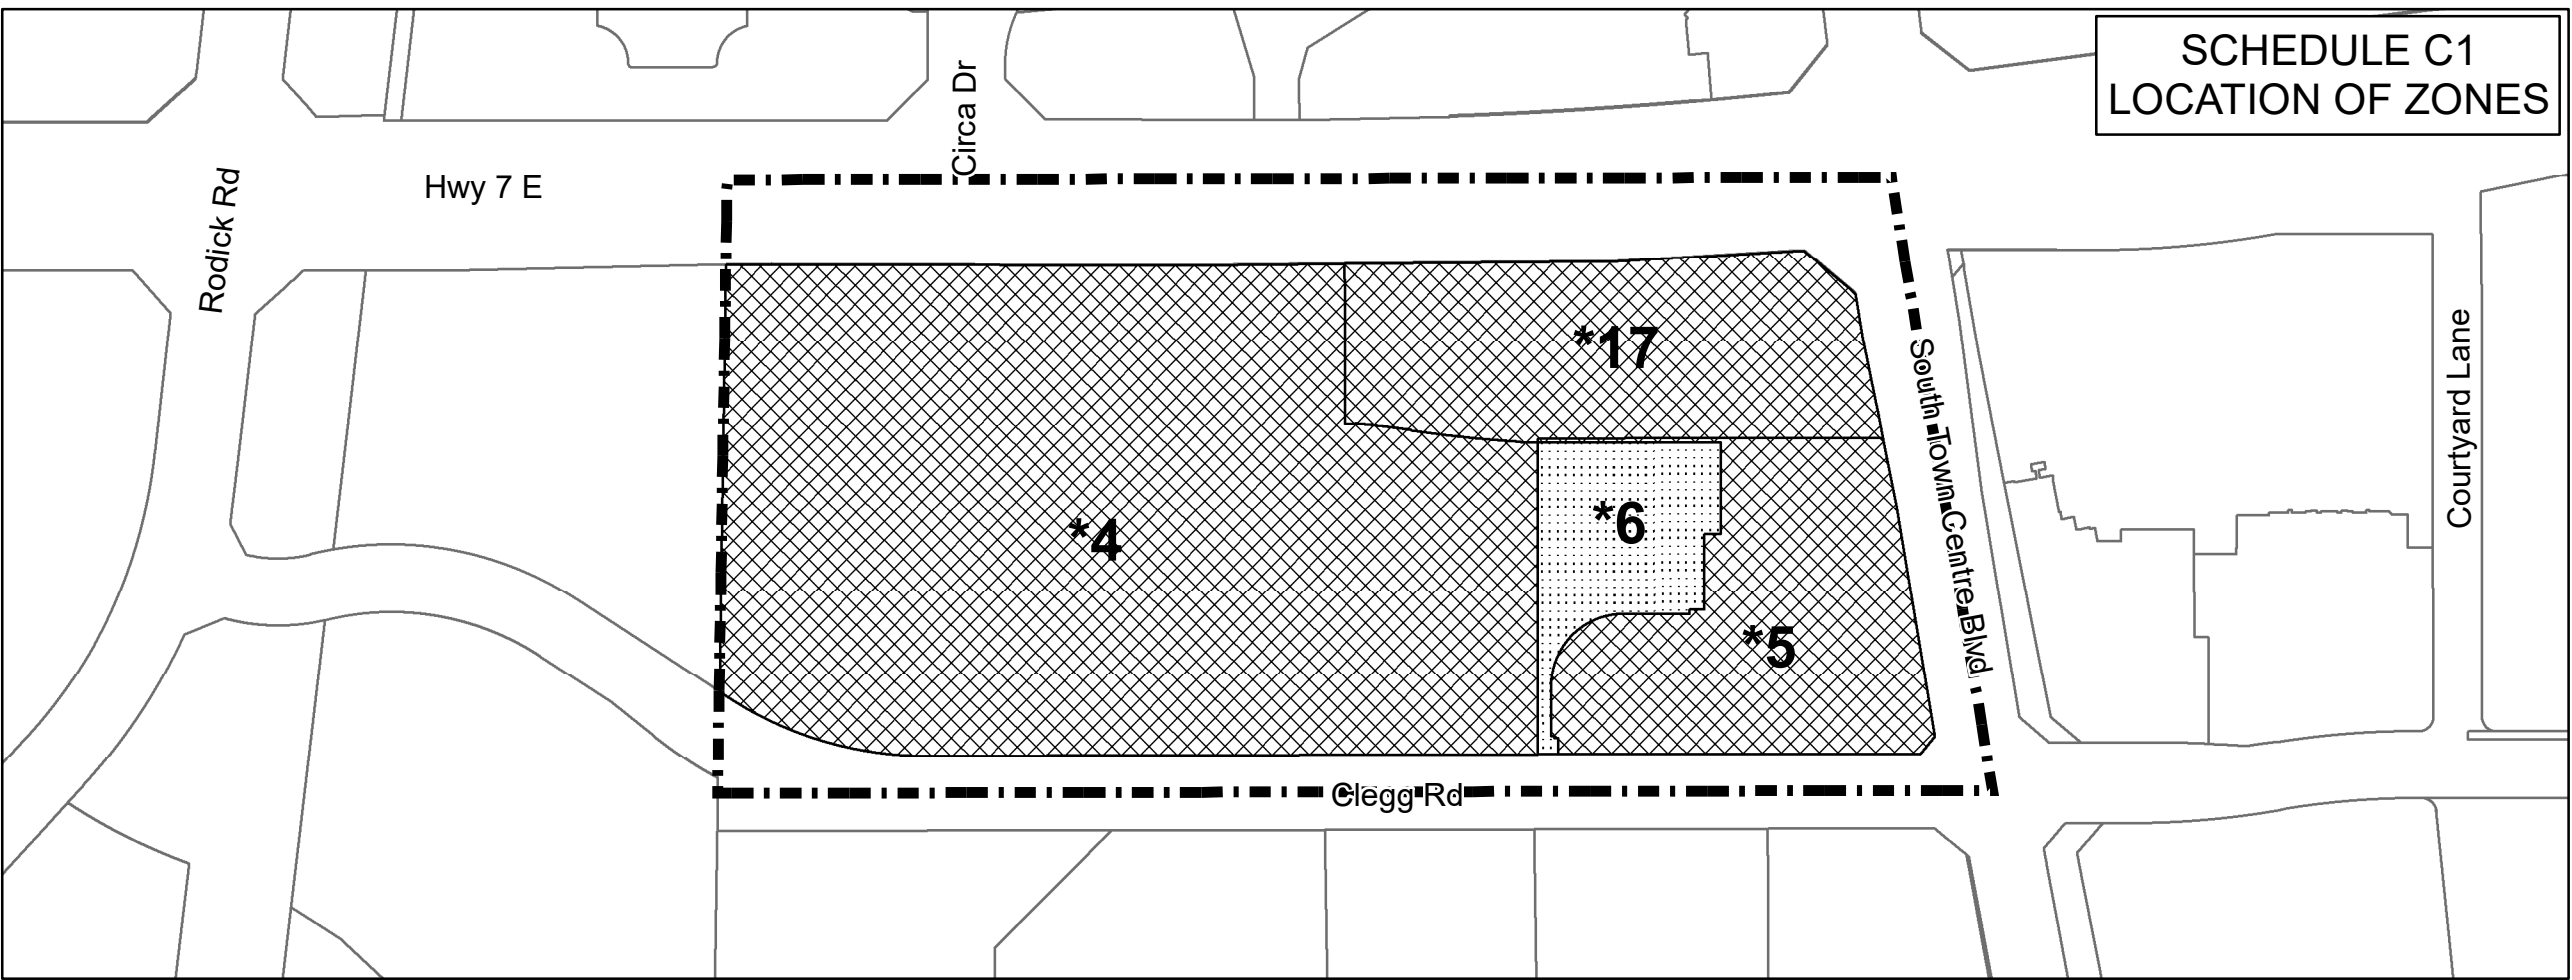 SCHEDULE C1
LOCATION OF ZONES
Circa Dr
Hwy 7 E
Rodick Rd
*17
South Town Centre Blvd
Courtyard Lane
*4
*6
*5
Clegg Rd